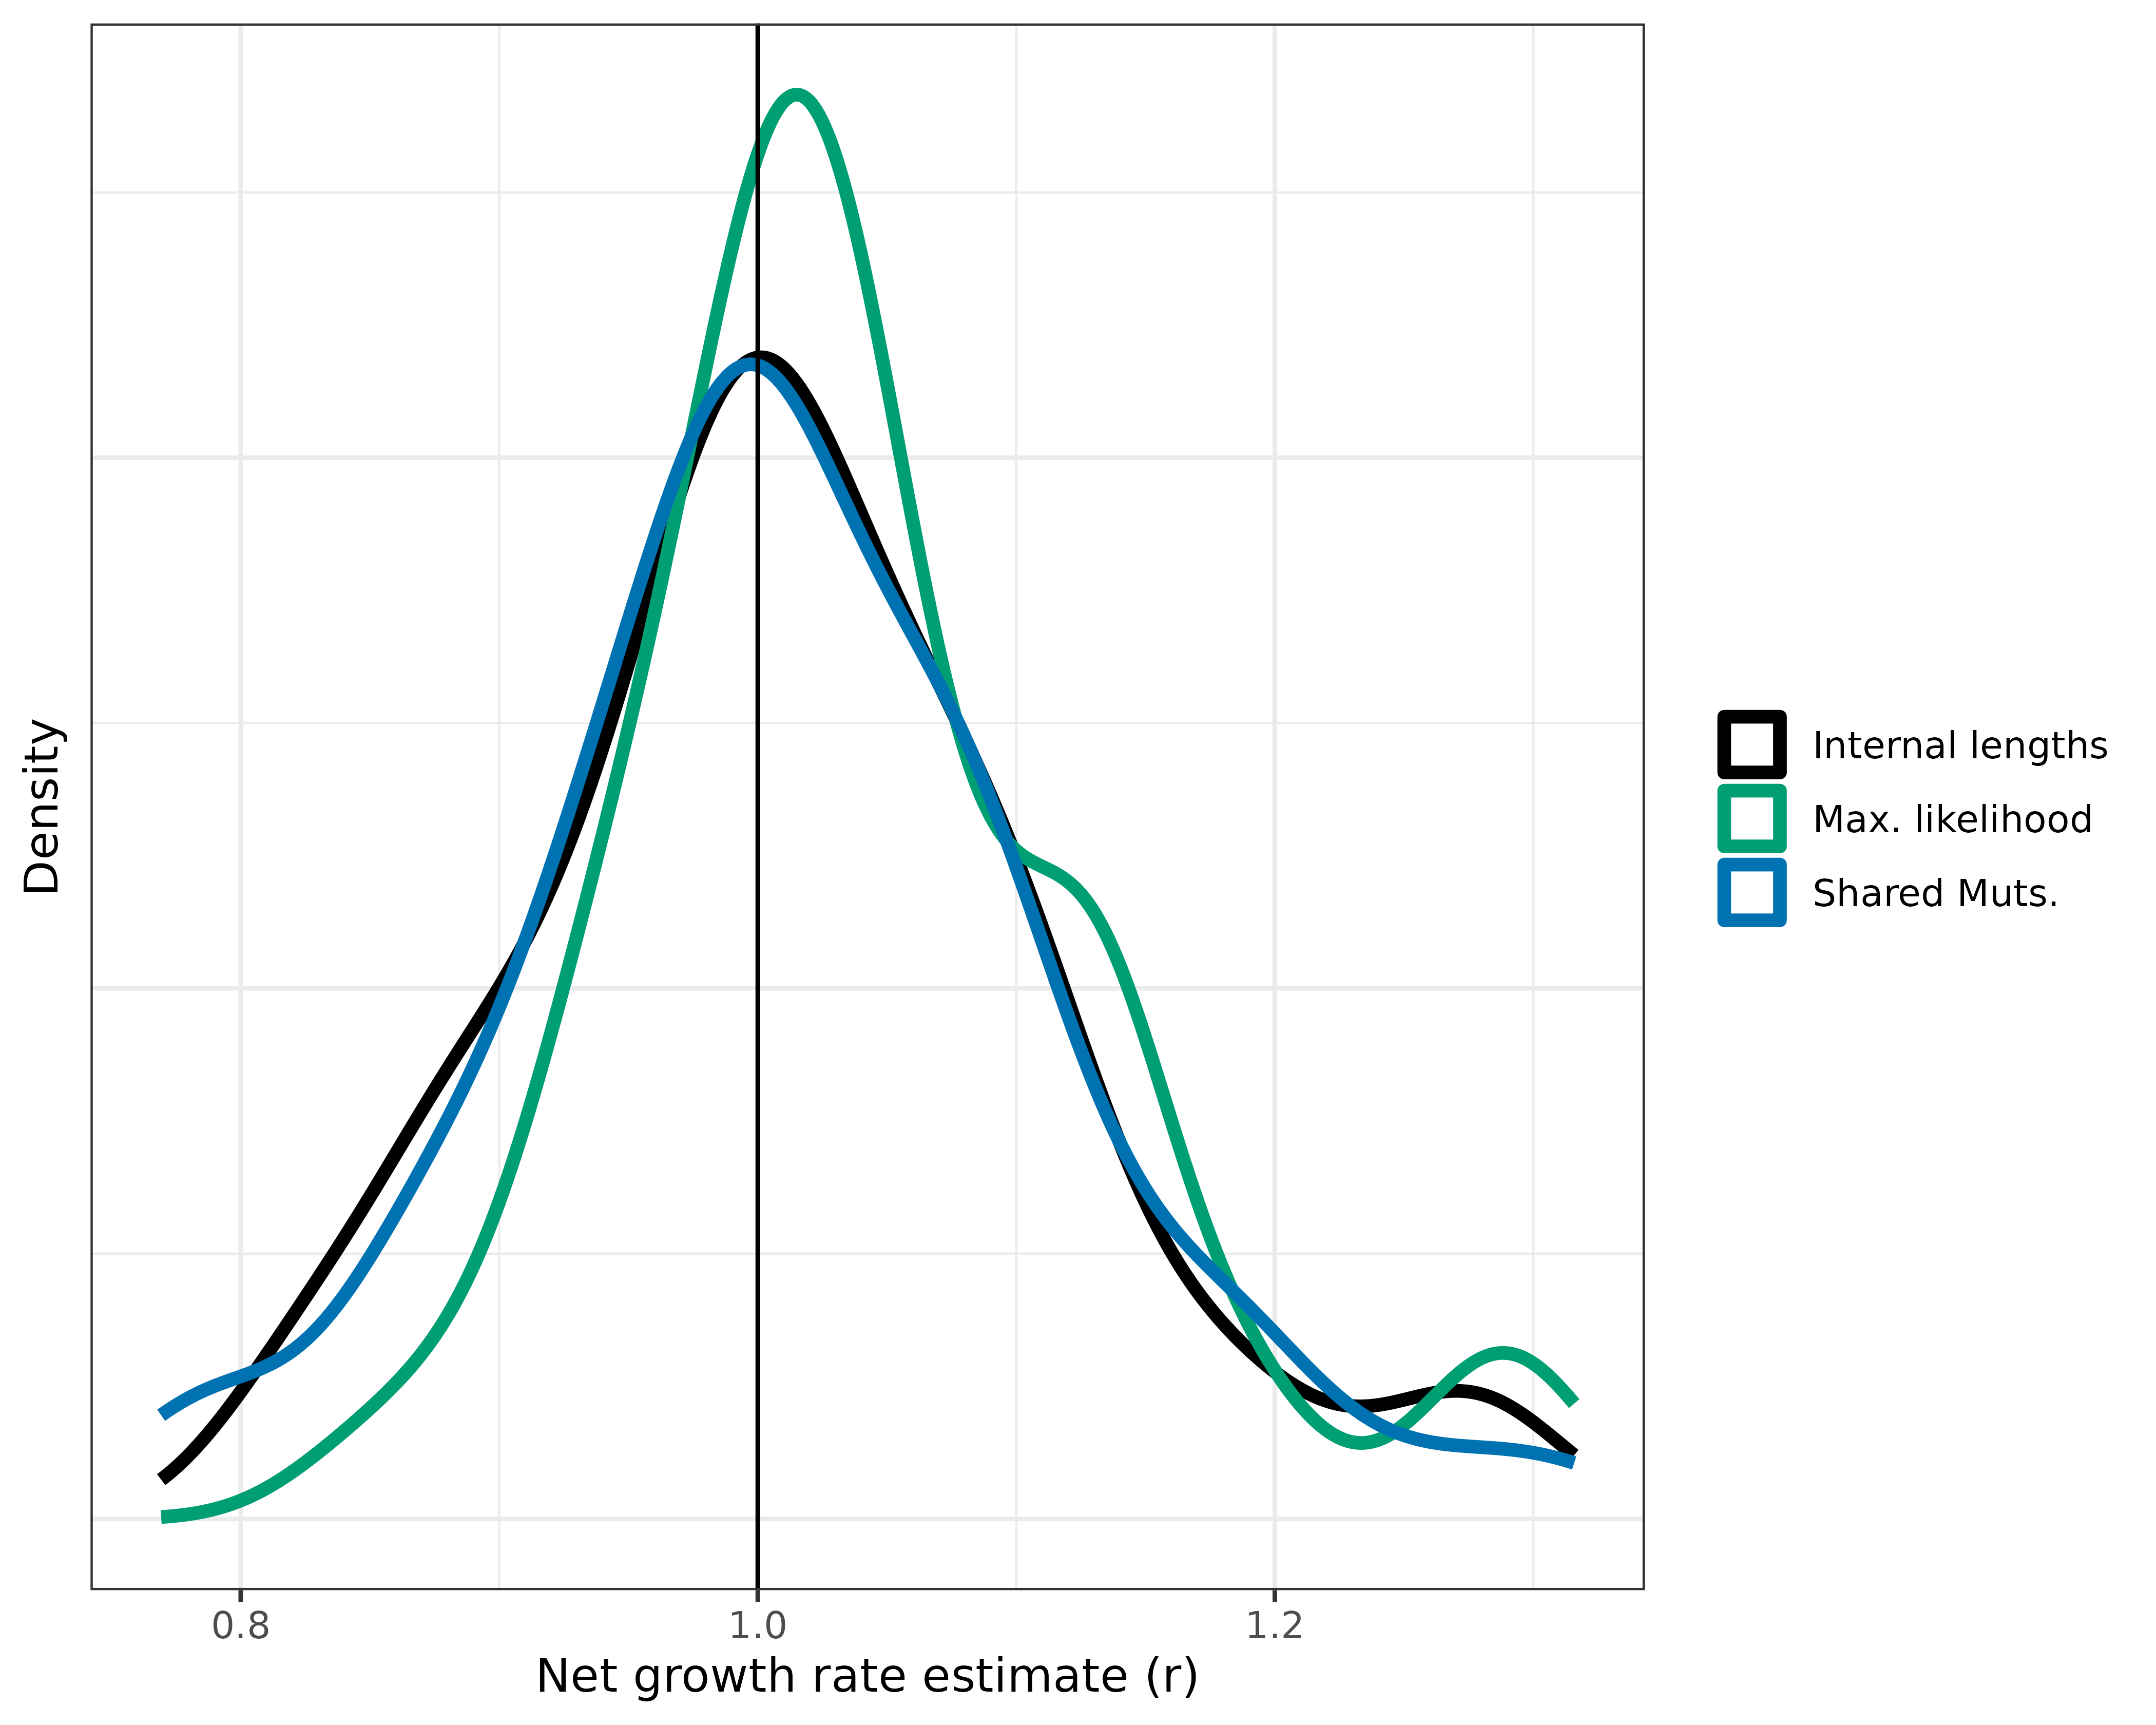 Density
0.8
1.0
1.2
Net growth rate estimate (r)
Internal lengths
Max. likelihood
Shared Muts.